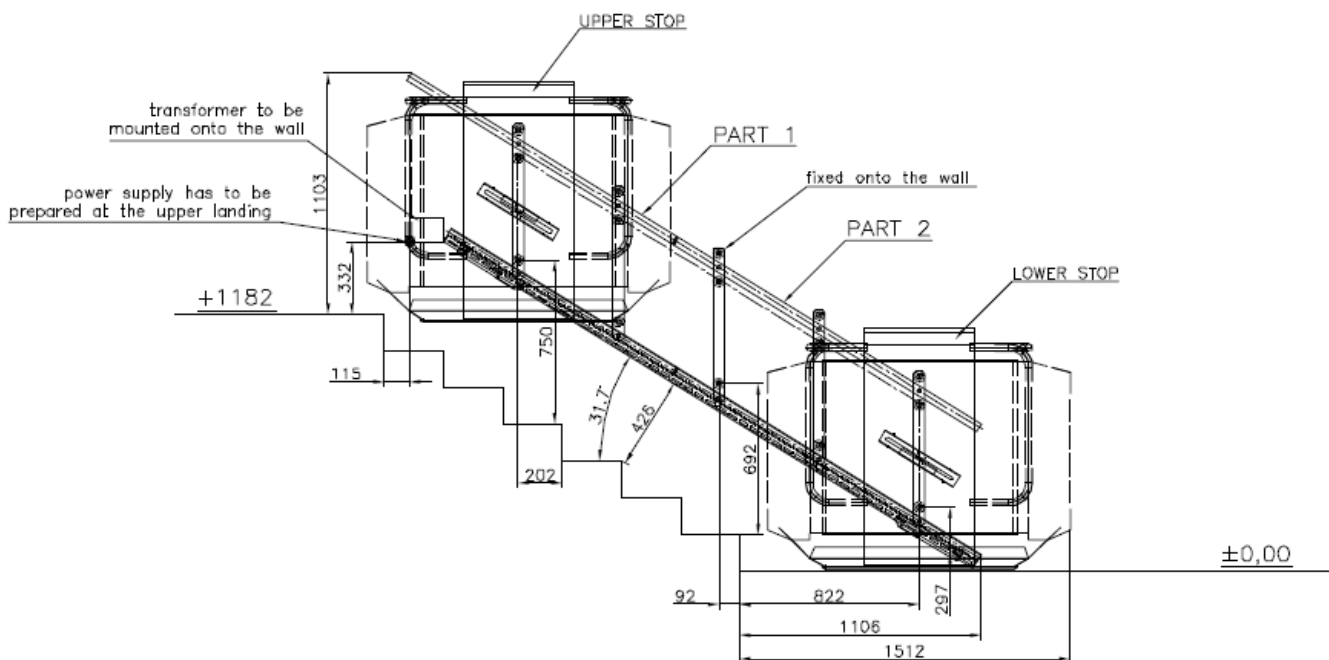 UPPER STOP
transformer to be
mounted onto the wall
PART 1
fixed onto the wall
1103
power supply has to be
prepared at the upper landing
PART 2
LOWER STOP
332
+1182
750
115
31.7°
426
692
202
±0,00
92
822
297
1106
1512